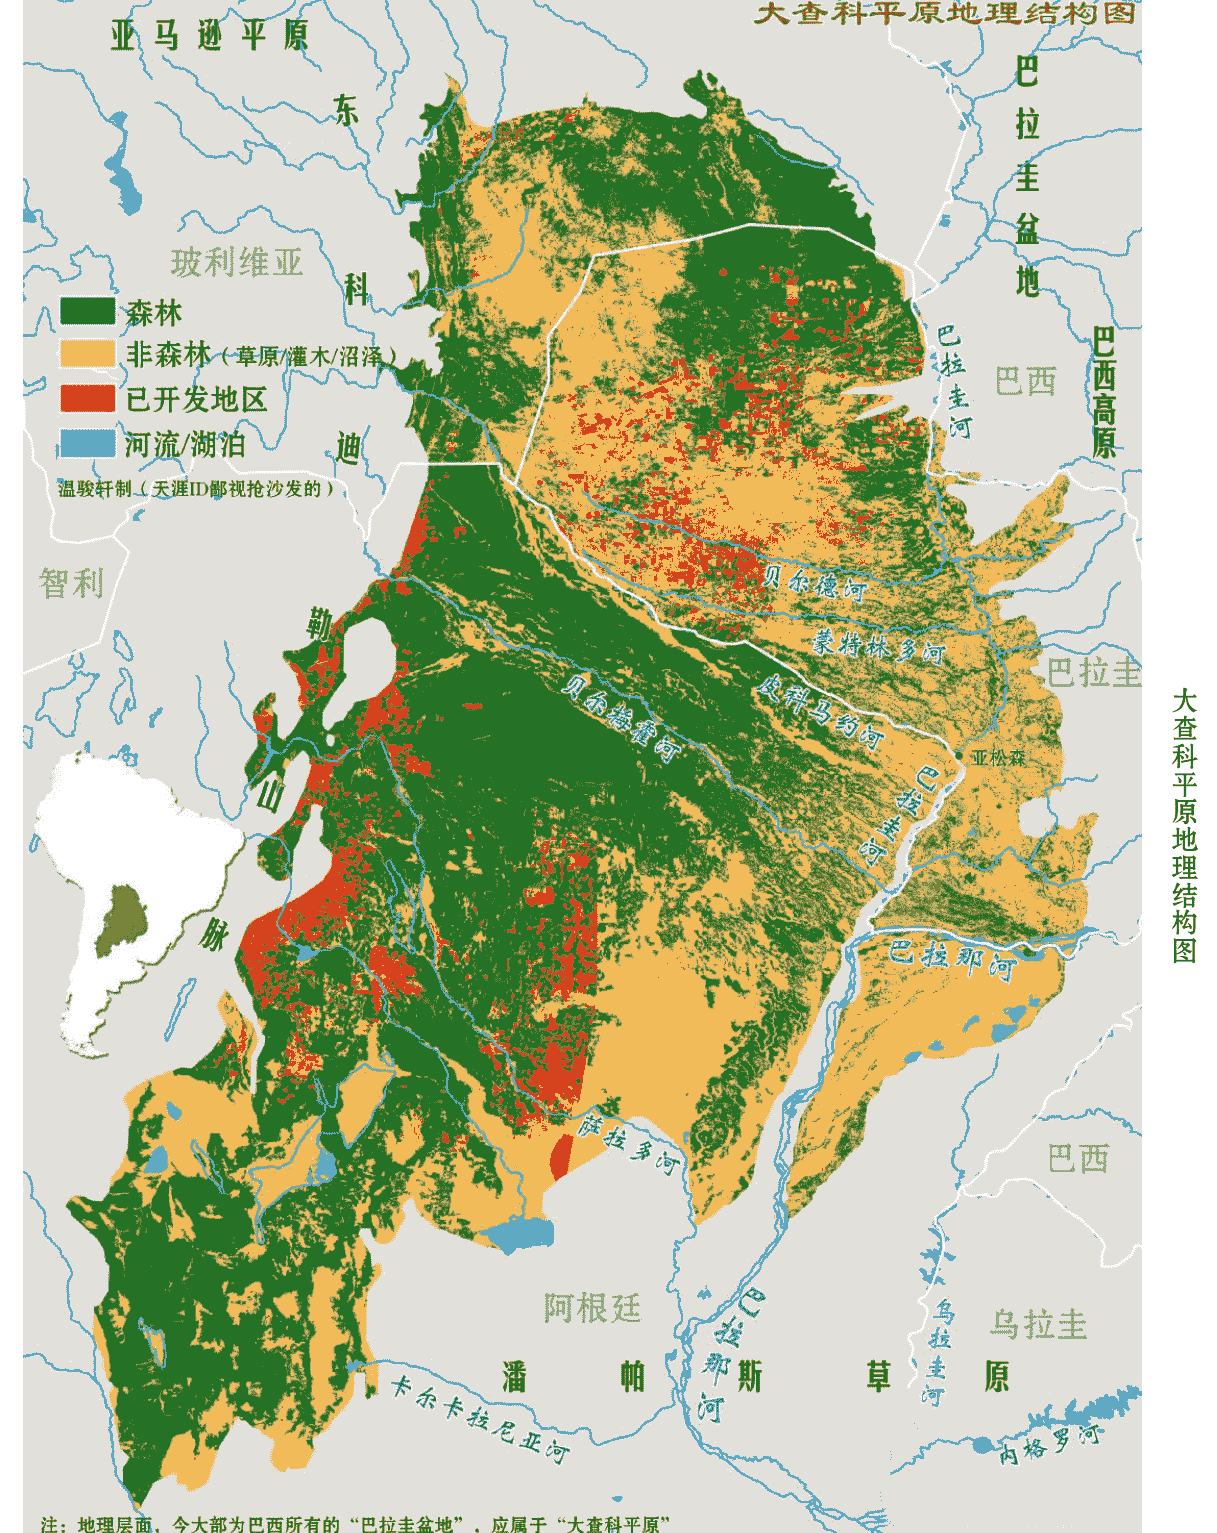 大查科平原地理结构图
亚马逊平原
巴拉圭盆地
东科迪勒山脉
玻利维亚
森林
非森林（草原/灌木/沼泽）
已开发地区
河流/湖泊
温骏轩制（天涯ID鄙视抢沙发的）
巴拉圭河
巴西
巴西高原
智利
贝尔德河
蒙特林多河
巴拉圭
皮科马约河
贝尔梅霍河
亚松森
巴拉圭河
大查科平原地理结构图
巴拉那河
萨拉多河
巴西
阿根廷
巴拉那河
乌拉圭河
乌拉圭
潘帕斯草原
卡尔卡拉尼亚河
内格罗河
注：地理层面，今大部为巴西所有的“巴拉圭盆地”，应属于“大查科平原”